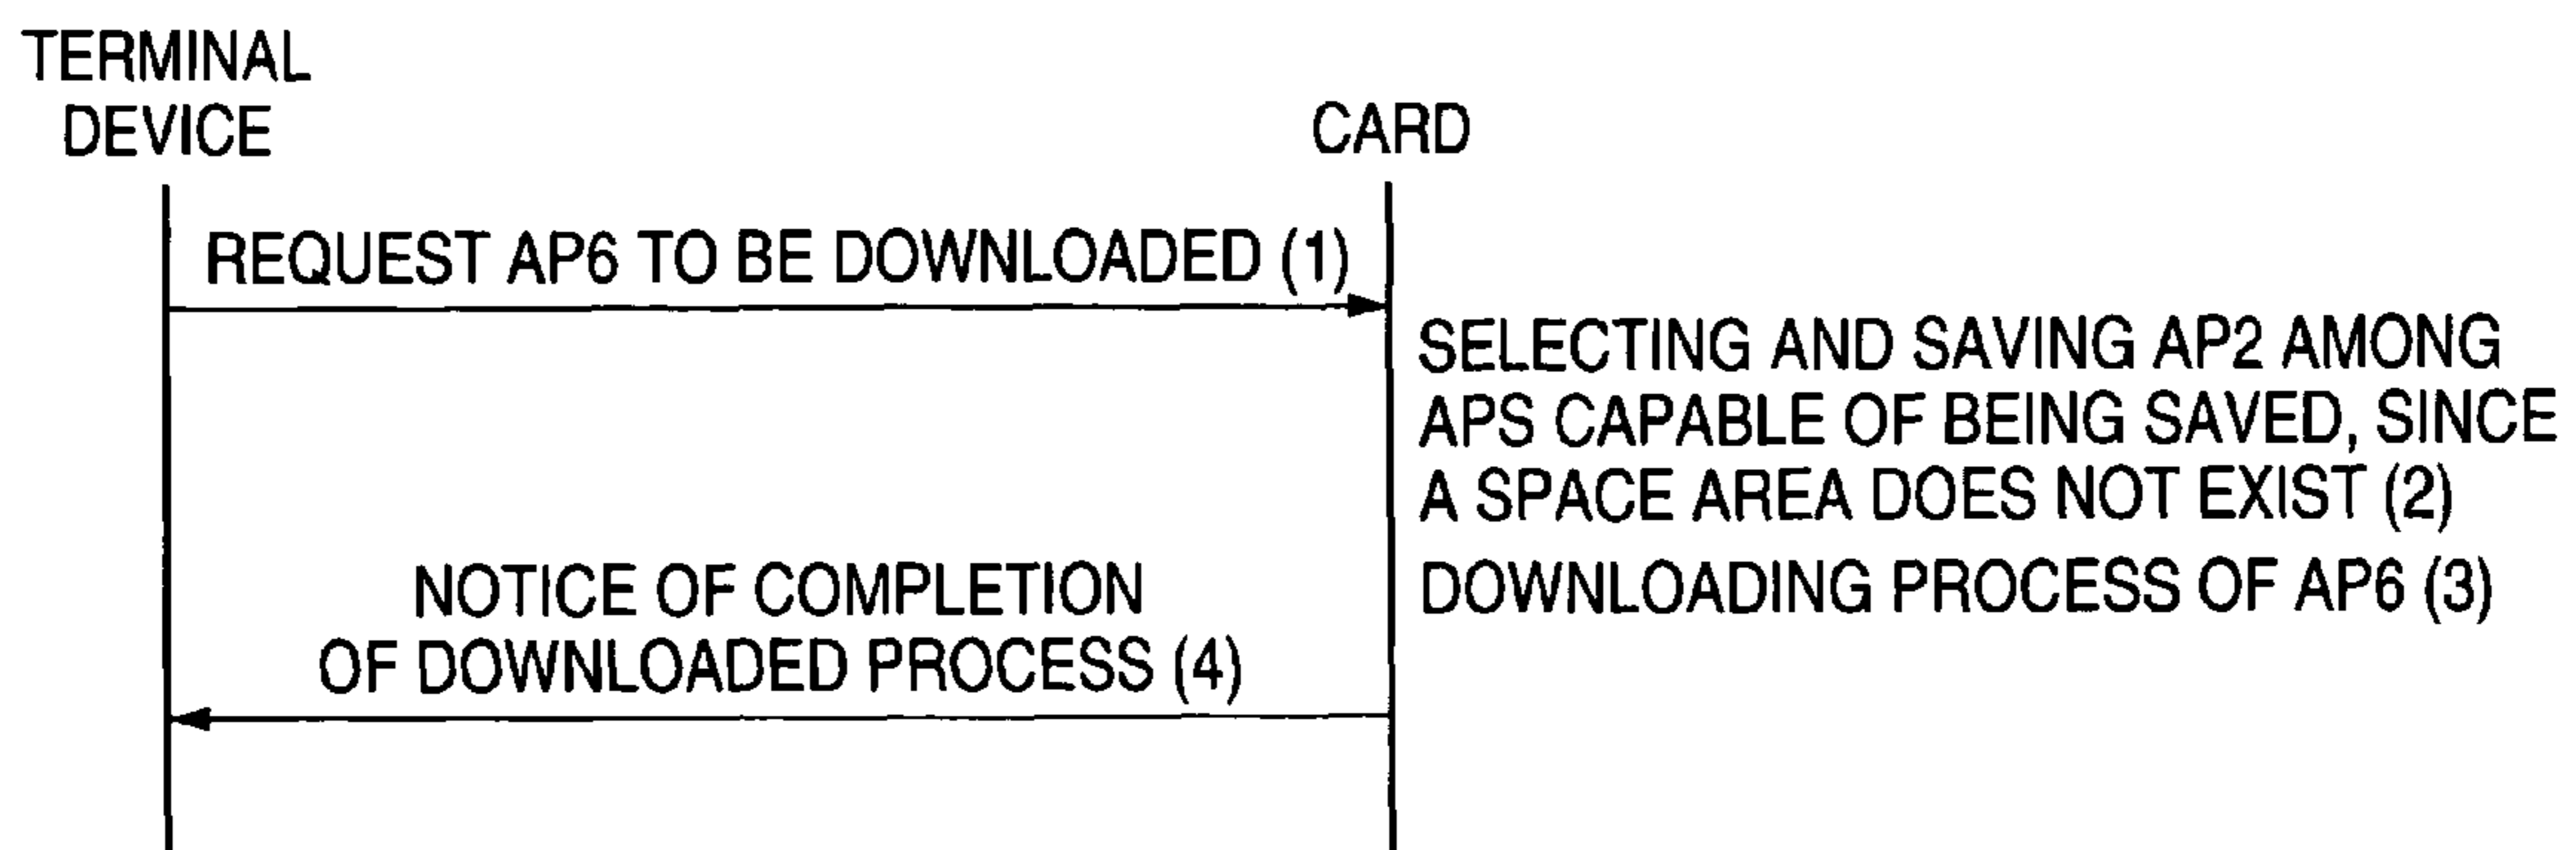 TERMINAL
DEVICE
CARD
REQUEST AP6 TO BE DOWNLOADED (1)
SELECTING AND SAVING AP2 AMONG
APS CAPABLE OF BEING SAVED, SINCE
A SPACE AREA DOES NOT EXIST (2)
DOWNLOADING PROCESS OF AP6 (3)
NOTICE OF COMPLETION
OF DOWNLOADED PROCESS (4)